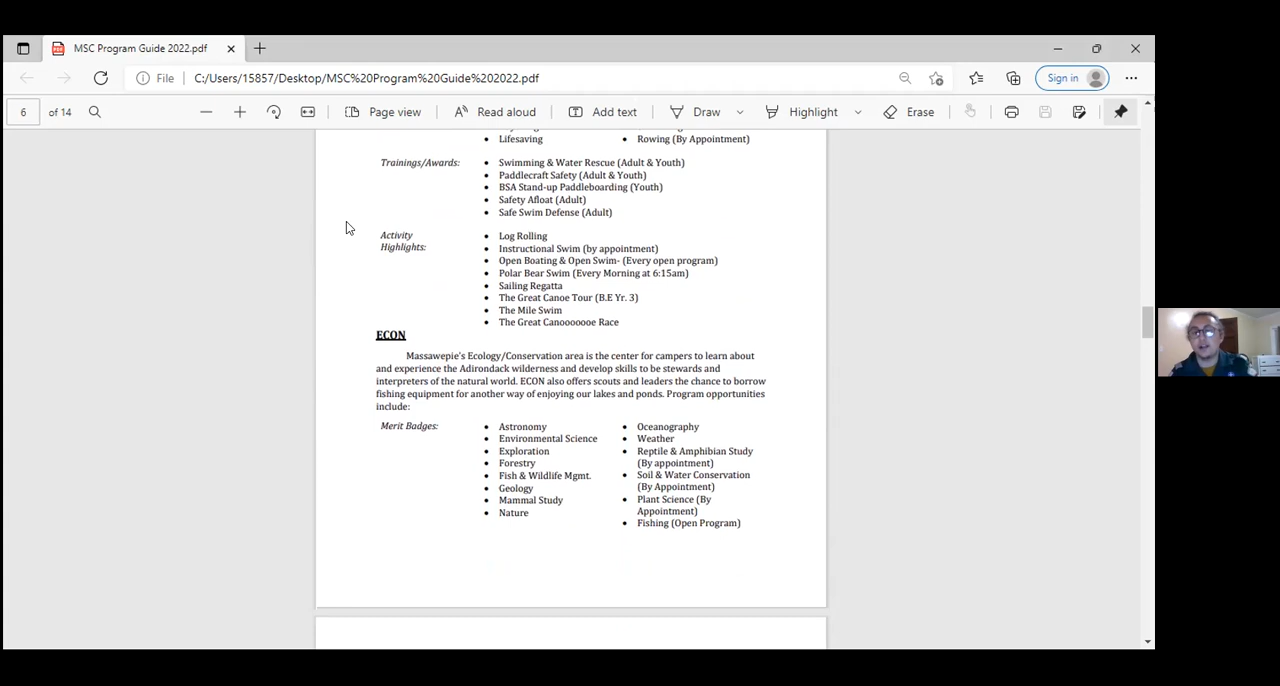 MSC Program Guide 2022.pdf
File C:/Users/15857/Desktop/MSC%20Program%20Guide%202022.pdf Sign in
6 of 14 Page view Read aloud Add text Draw Highlight Erase
Lifesaving
• Rowing (By Appointment)
Trainings/Awards:
• Swimming & Water Rescue (Adult & Youth)
• Paddlecraft Safety (Adult & Youth)
• BSA Stand-up Paddleboarding (Youth)
• Safety Afloat (Adult)
• Safe Swim Defense (Adult)
Activity
Highlights:
• Log Rolling
• Instructional Swim (by appointment)
• Open Boating & Open Swim- (Every open program)
• Polar Bear Swim (Every Morning at 6:15am)
• Sailing Regatta
• The Great Canoe Tour (B.E Yr. 3)
• The Mile Swim
• The Great Canooooooe Race
ECON
Massawepie's Ecology/Conservation area is the center for campers to learn about
and experience the Adirondack wilderness and develop skills to be stewards and
interpreters of the natural world. ECON also offers scouts and leaders the chance to borrow
fishing equipment for another way of enjoying our lakes and ponds. Program opportunities
include:
Merit Badges:
• Astronomy
• Environmental Science
• Exploration
• Forestry
• Fish & Wildlife Mgmt.
• Geology
• Mammal Study
• Nature
• Oceanography
• Weather
• Reptile & Amphibian Study
(By appointment)
• Soil & Water Conservation
(By Appointment)
• Plant Science (By
Appointment)
• Fishing (Open Program)